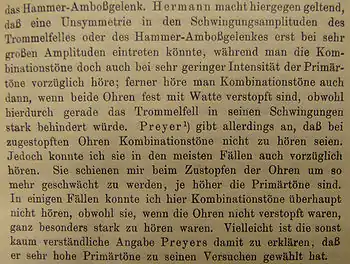 das Hammer-Amboßgelenk. Hermann macht hiergegen geltend,
daß eine Unsymmetrie in den Schwingungsamplituden des
Trommelfelles oder des Hammer-Amboßgelenkes erst bei sehr
großen Amplituden eintreten könnte, während man die Kom-
binationstöne doch auch bei sehr geringer Intensität der Primär-
töne vorzüglich höre; ferner höre man Kombinationstöne auch
dann, wenn beide Ohren fest mit Watte verstopft sind, obwohl
hierdurch gerade das Trommelfell in seinen Schwingungen
stark behindert würde. Preyer¹) gibt allerdings an, daß bei
zugestopften Ohren Kombinationstöne nicht zu hören seien.
Jedoch konnte ich sie in den meisten Fällen auch vorzüglich
hören. Sie schienen mir beim Zustopfen der Ohren um so
mehr geschwächt zu werden, je höher die Primärtöne sind.
In einigen Fällen konnte ich hier Kombinationstöne überhaupt
nicht hören, obwohl sie, wenn die Ohren nicht verstopft waren,
ganz besonders stark zu hören waren. Vielleicht ist die sonst
kaum verständliche Angabe Preyers damit zu erklären, daß
er sehr hohe Primärtöne zu seinen Versuchen gewählt hat.